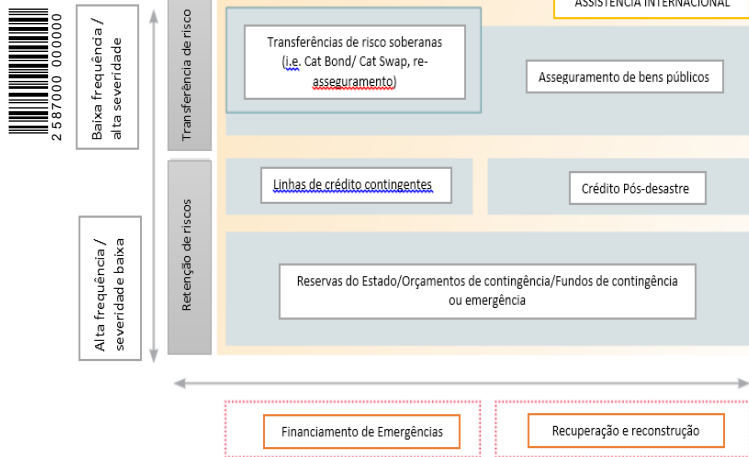 ASSISTÊNCIA INTERNACIONAL
2 587000 000000
Baixa frequência /
alta severidade
Transferência de risco
Transferências de risco soberanas
(i.e. Cat Bond/ Cat Swap, re-
asseguramento)
Asseguramento de bens públicos
Linhas de crédito contingentes
Crédito Pós-desastre
Alta frequência /
severidade baixa
Retenção de riscos
Reservas do Estado/Orçamentos de contingência/Fundos de contingência
ou emergência
Financiamento de Emergências
Recuperação e reconstrução